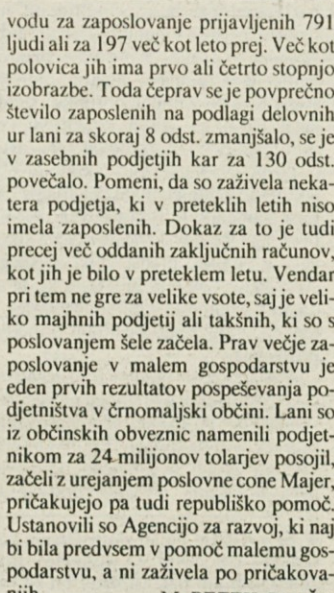 vodu za zaposlovanje prijavljenih 791
ljudi ali za 197 več kot leto prej. Več kot
polovica jih ima prvo ali četrto stopnjo
izobrazbe. Toda čeprav se je povprečno
število zaposlenih na podlagi delovnih
ur lani za skoraj 8 odst. zmanjšalo, se je
v zasebnih podjetjih kar za 130 odst.
povečalo. Pomeni, da so zaživela neka-
tera podjetja, ki v preteklih letih niso
imela zaposlenih. Dokaz za to je tudi
precej več oddanih zaključnih računov,
kot jih je bilo v preteklem letu. Vendar
pri tem ne gre za velike vsote, saj je veli-
ko majhnih podjetij ali takšnih, ki so s
poslovanjem šele začela. Prav večje za-
poslovanje v malem gospodarstvu je
eden prvih rezultatov pospeševanja po-
djetništva v črnomaljski občini. Lani so
iz občinskih obveznic namenili podjet-
nikom za 24 milijonov tolarjev posojil,
začeli z urejanjem poslovne cone Majer,
pričakujejo pa tudi republiško pomoč.
Ustanovili so Agencijo za razvoj, ki naj
bi bila predvsem v pomoč malemu gos-
podarstvu, a ni zaživela po pričakova-